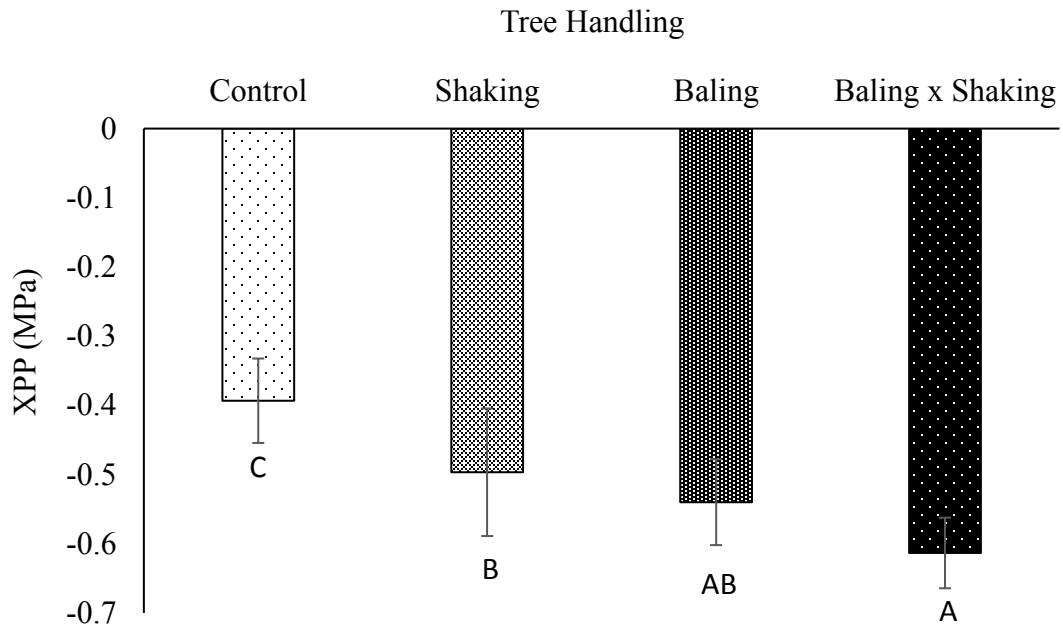 Tree Handling
Control Shaking Baling Baling x Shaking
0
-0.1
-0.2
-0.3
-0.4
-0.5
-0.6
-0.7
XPP (MPa)
C
B
AB
A